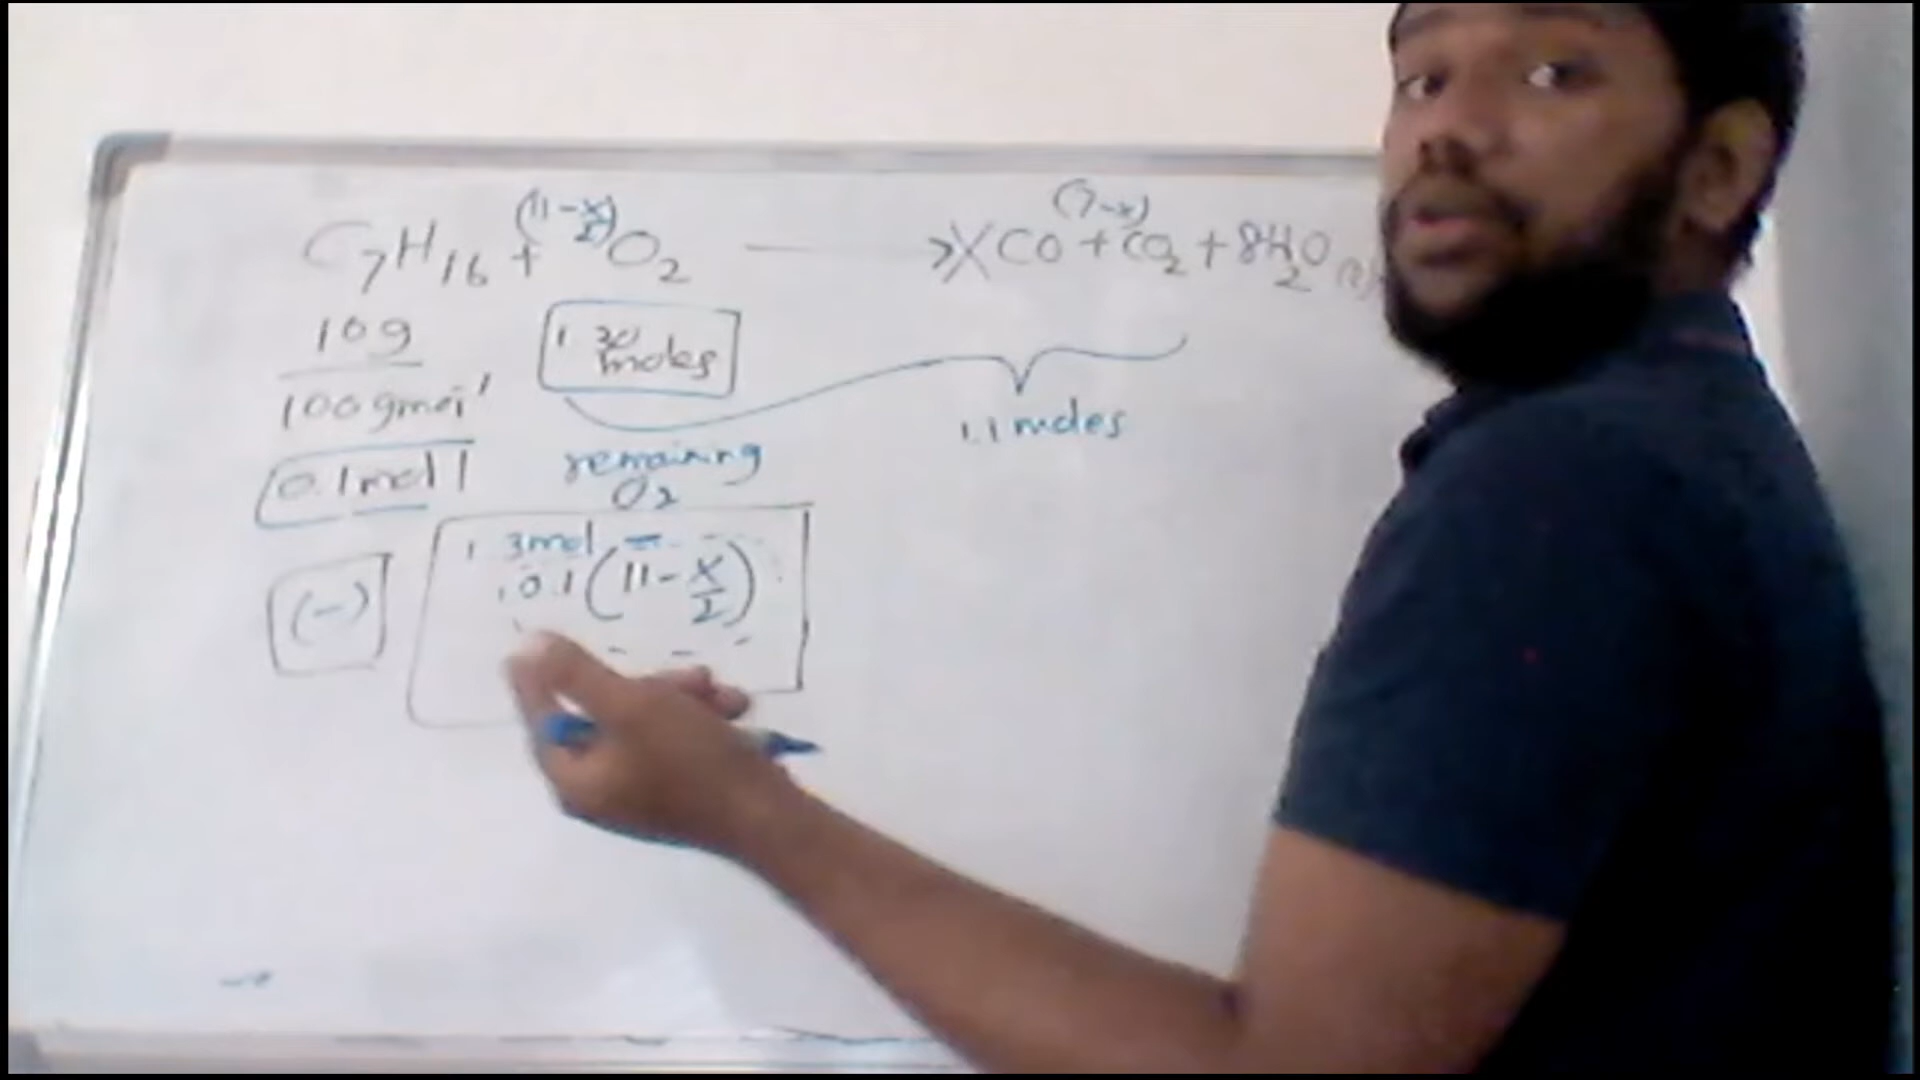 (11-x/2) (7-x)
C7H16 + O2 → XCO + CO2 + 8H2O
10g
100gmol-1
1.30 moles
0.1mol
1.1 moles
remaining
O2
1.3mol -
0.1(11-x/2)
(-)